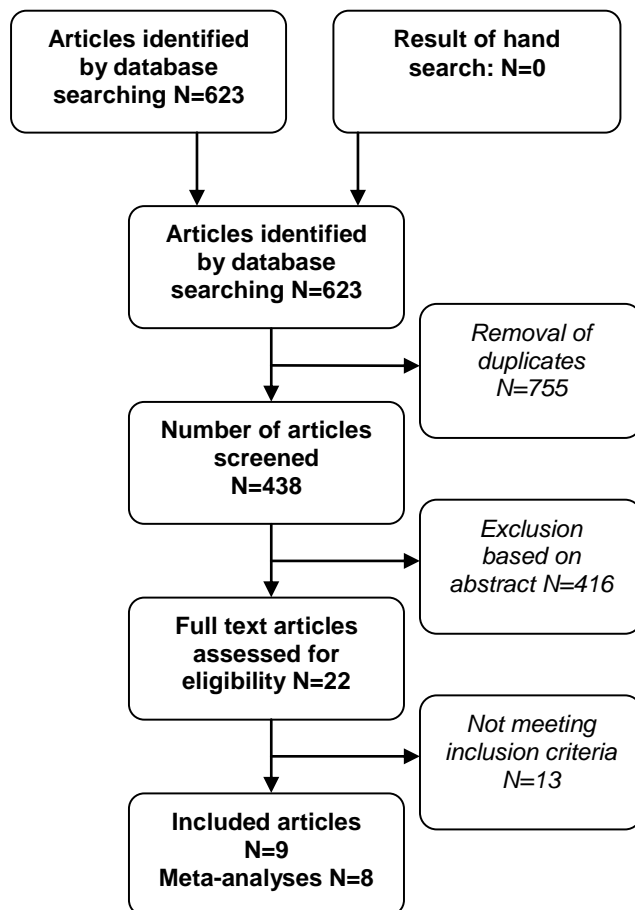 Articles identified
by database
searching N=623
Result of hand
search: N=0
Articles identified
by database
searching N=623
Removal of
duplicates
N=755
Number of articles
screened
N=438
Exclusion
based on
abstract N=416
Full text articles
assessed for
eligibility N=22
Not meeting
inclusion criteria
N=13
Included articles
N=9
Meta-analyses N=8